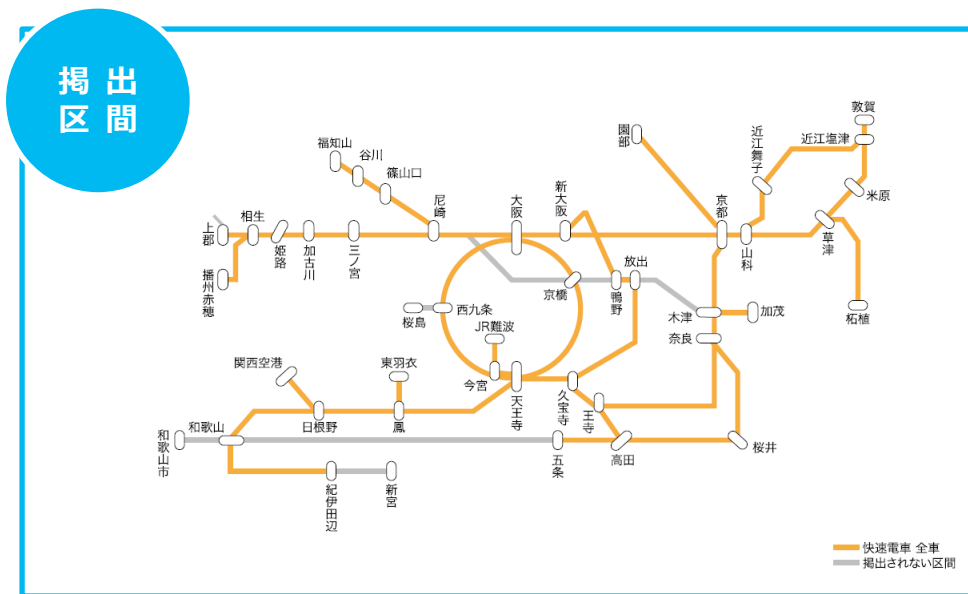 掲出
区間
敦賀
近江塩津
近江舞子
園部
福知山
谷川
篠山口
米原
尼崎
大阪
新大阪
京都
山科
草津
相生
上郡
姫路
加古川
三ノ宮
播州赤穂
放出
京橋
鴫野
柘植
桜島
西九条
木津
加茂
JR難波
奈良
関西空港
東羽衣
今宮
天王寺
久宝寺
王寺
日根野
鳳
和歌山
和歌山市
五条
高田
桜井
紀伊田辺
新宮
快速電車 全車
掲出されない区間